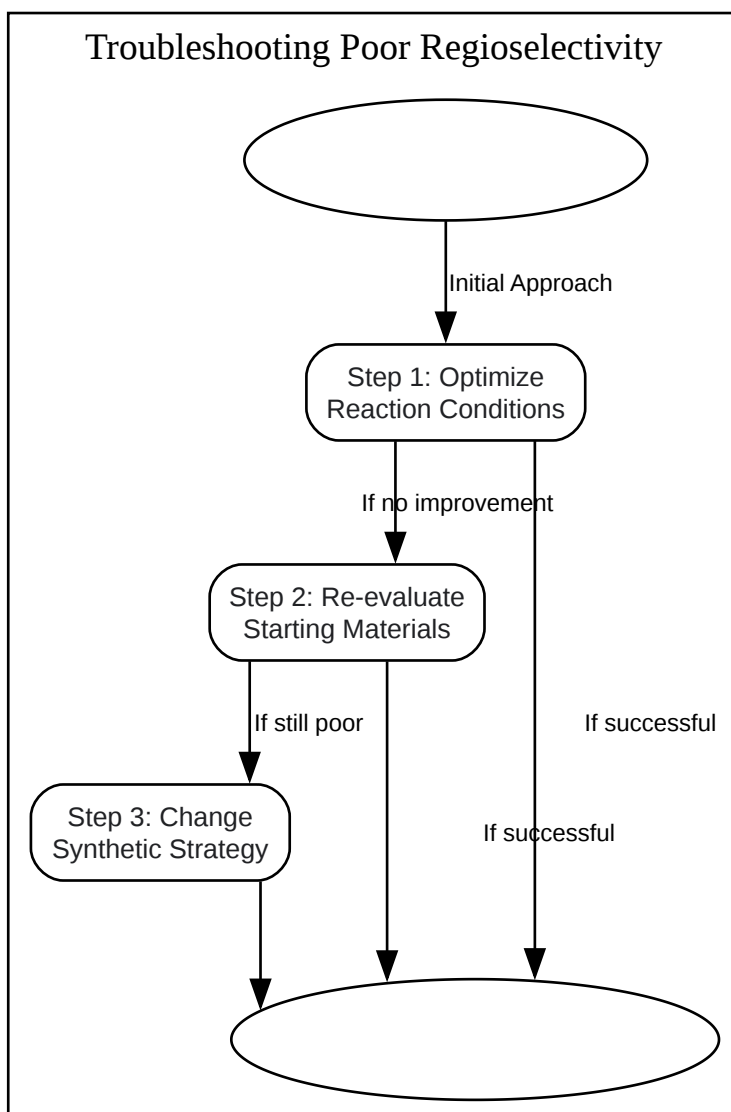 Troubleshooting Poor Regioselectivity
Initial Approach
Step 1: Optimize
Reaction Conditions
If no improvement
Step 2: Re-evaluate
Starting Materials
If still poor
If successful
Step 3: Change
Synthetic Strategy
If successful